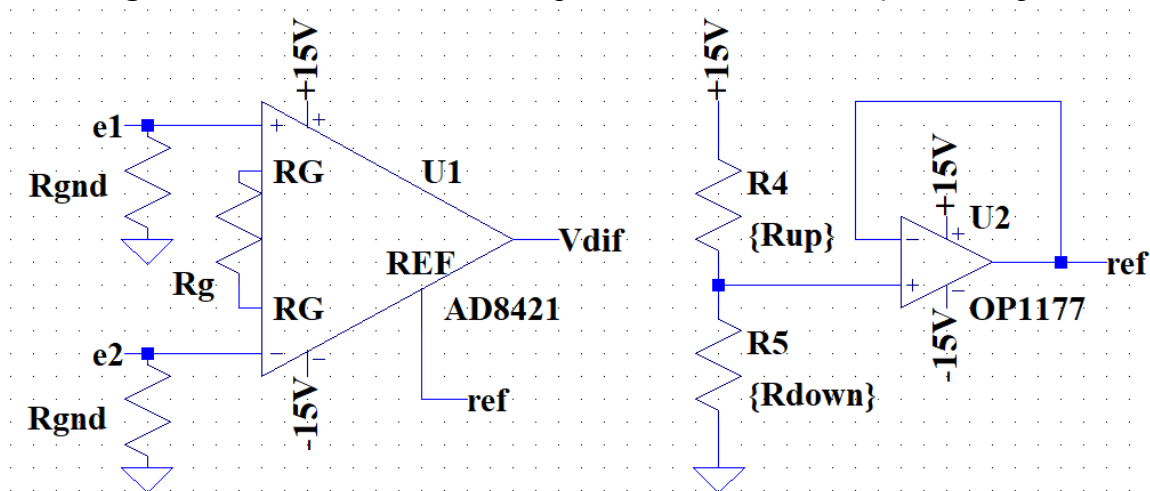 +15V
+
e1
+
RG
U1
Rgnd
REF
Vdif
Rg
RG
AD8421
e2
-
-
Rgnd
-15V
ref
+15V
R4
{Rup}
+15V
U2
+
-
ref
+
-
OP1177
-15V
R5
{Rdown}